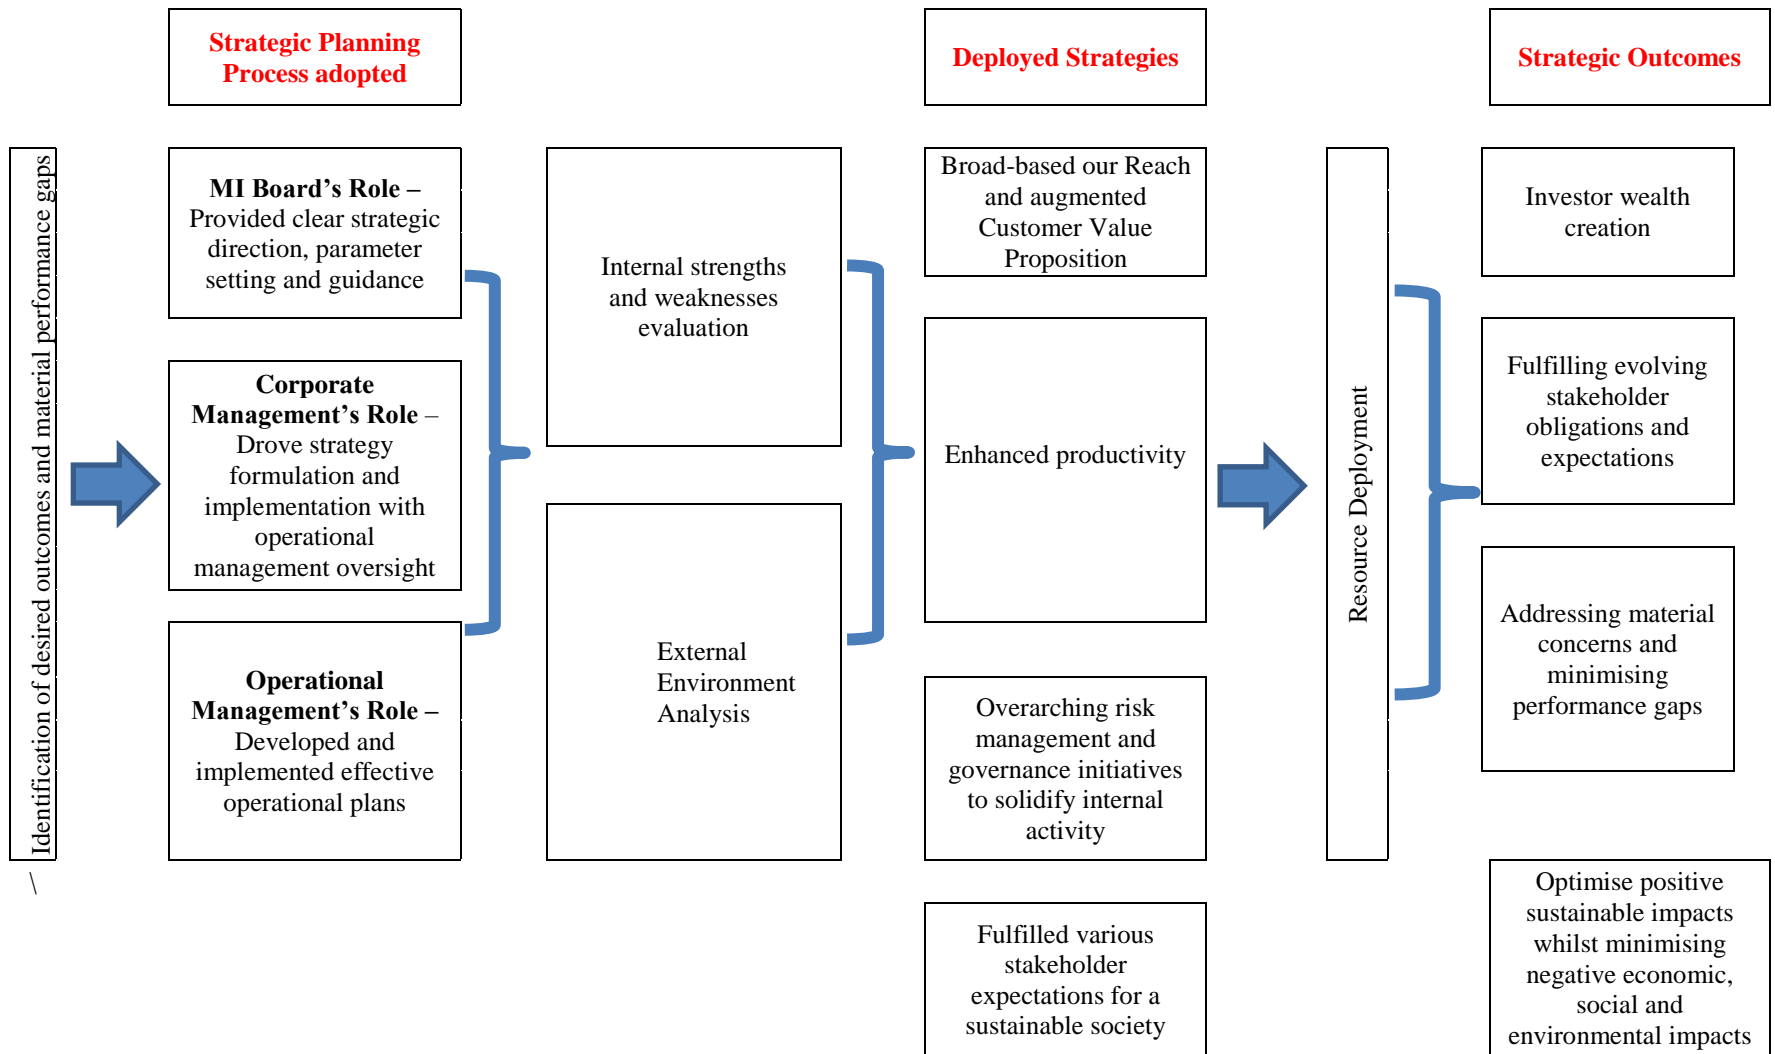 Strategic Planning
Process adopted
Deployed Strategies
Strategic Outcomes
Identification of desired outcomes and material performance gaps
\
MI Board’s Role –
Provided clear strategic
direction, parameter
setting and guidance
Corporate
Management’s Role –
Drove strategy
formulation and
implementation with
operational
management oversight
Operational
Management’s Role –
Developed and
implemented effective
operational plans
Internal strengths
and weaknesses
evaluation
External
Environment
Analysis
Broad-based our Reach
and augmented
Customer Value
Proposition
Enhanced productivity
Overarching risk
management and
governance initiatives
to solidify internal
activity
Fulfilled various
stakeholder
expectations for a
sustainable society
Resource Deployment
Investor wealth
creation
Fulfilling evolving
stakeholder
obligations and
expectations
Addressing material
concerns and
minimising
performance gaps
Optimise positive
sustainable impacts
whilst minimising
negative economic,
social and
environmental impacts